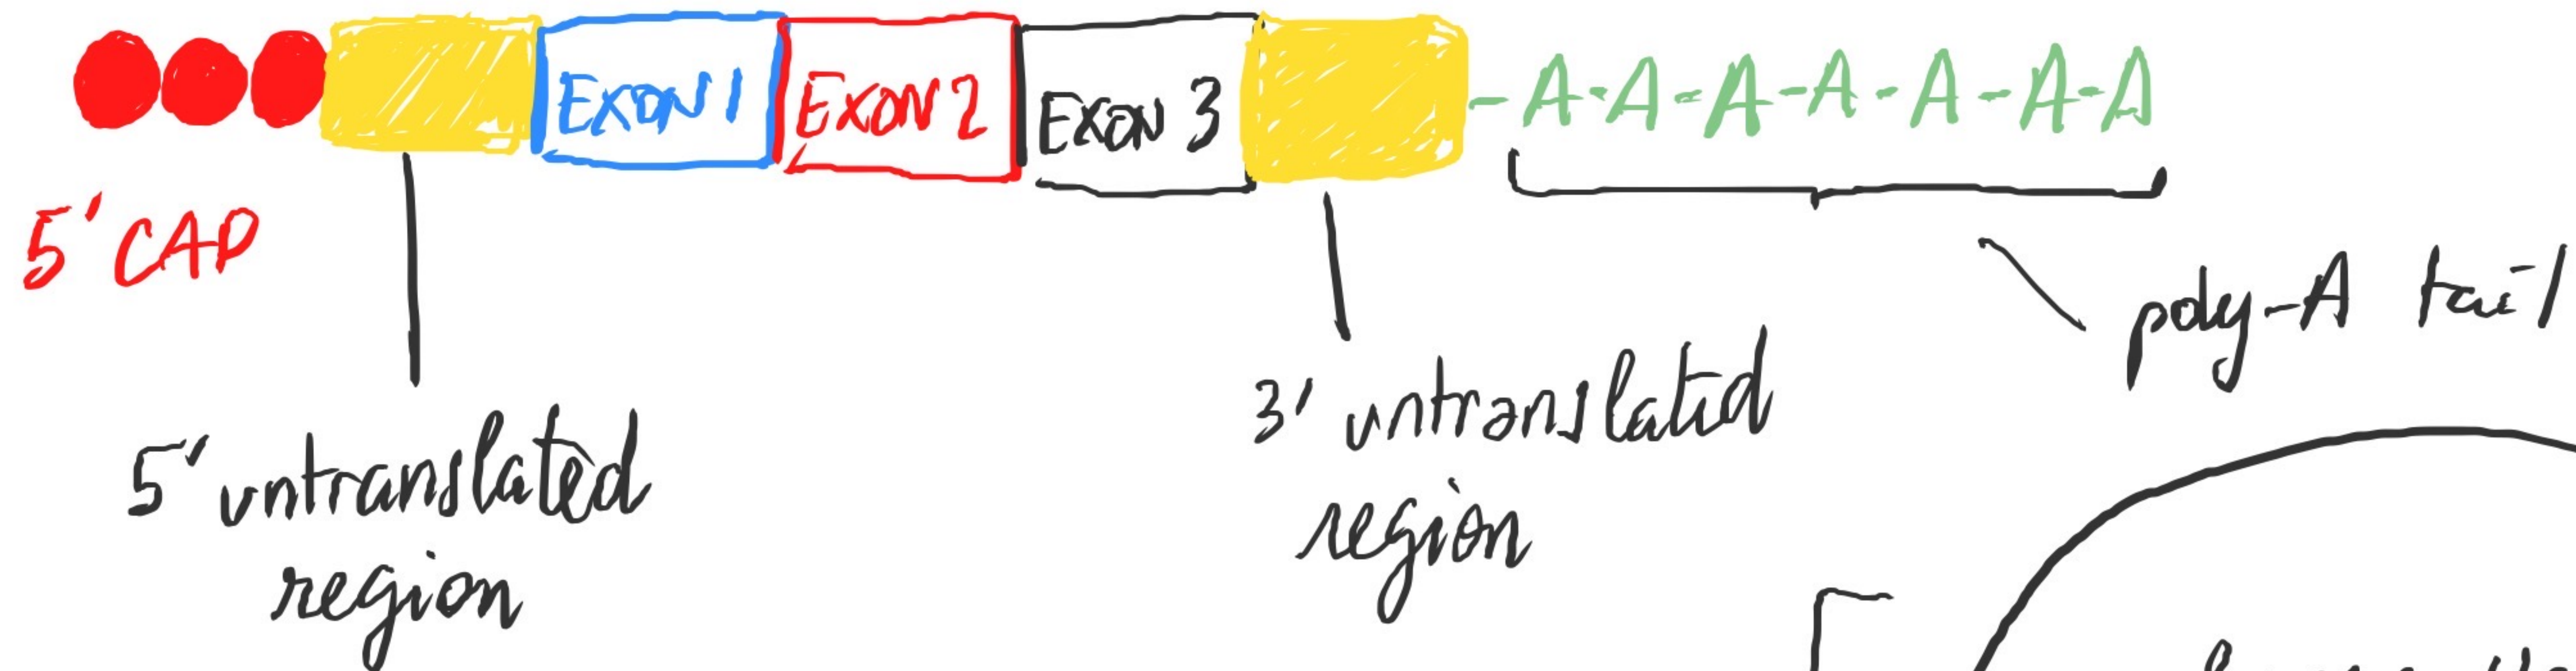 EXON 1 EXON 2 EXON 3 -A-A-A-A-A-A-A
5' CAP
poly-A tail
5' untranslated
region
3' untranslated
region